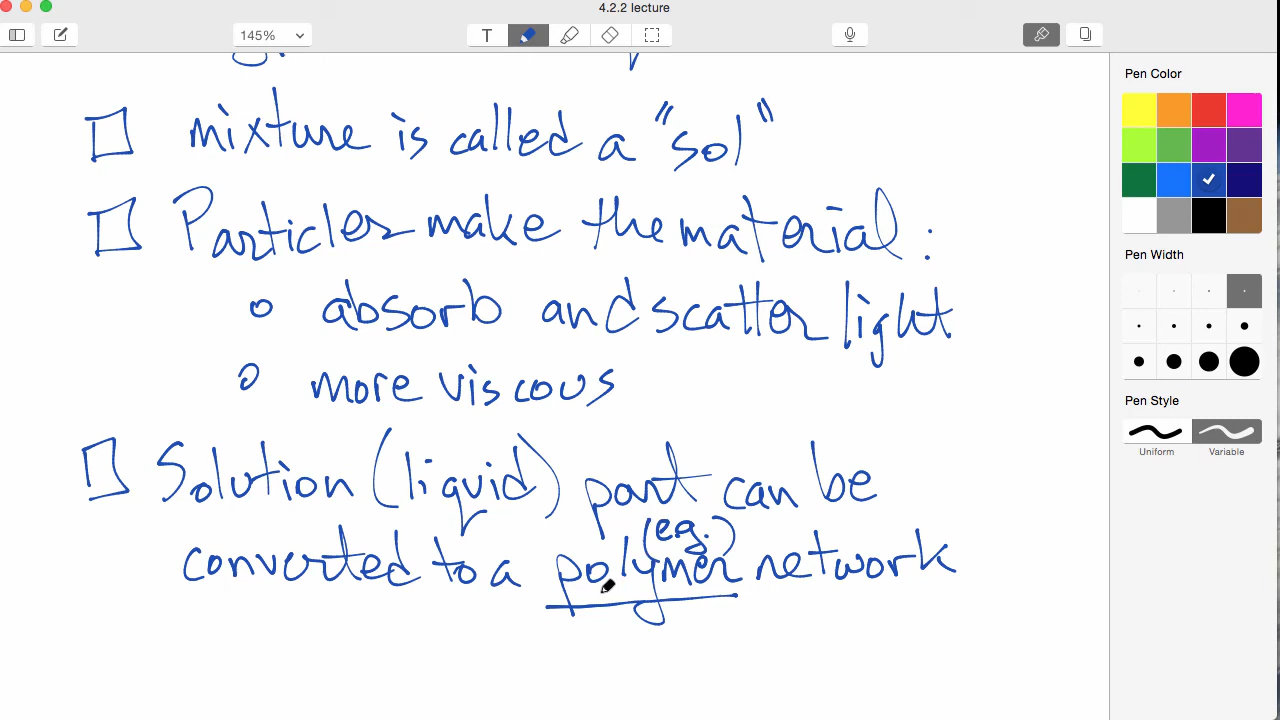 4.2.2 lecture
145%
T
Pen Color
□ mixture is called a "sol"
□ Particles make the material:
○ absorb and scatter light
Pen Width
○ more viscous
Pen Style
Uniform Variable
□ Solution (liquid) part can be
(eg.)
converted to a polymer network